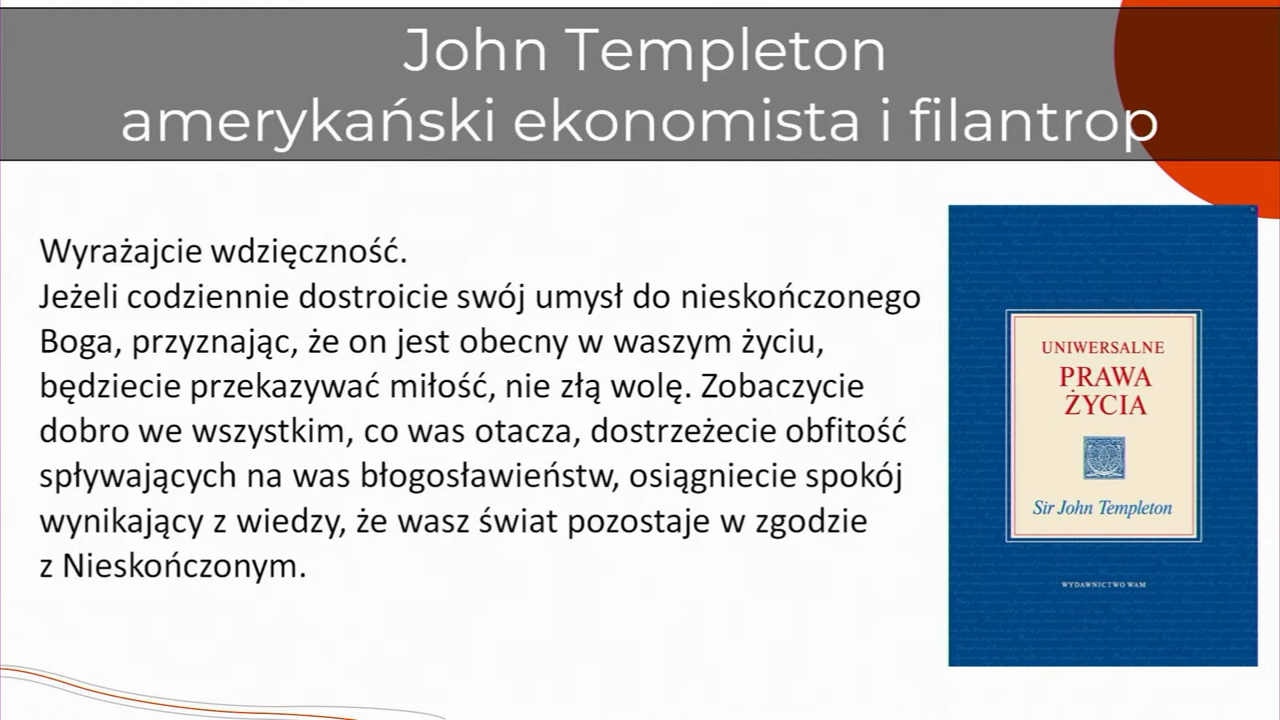 John Templeton
amerykański ekonomista i filantrop
Wyrażajcie wdzięczność.
Jeżeli codziennie dostroicie swój umysł do nieskończonego
Boga, przyznając, że on jest obecny w waszym życiu,
będziecie przekazywać miłość, nie złą wolę. Zobaczycie
dobro we wszystkim, co was otacza, dostrzeżecie obfitość
spływających na was błogosławieństw, osiągniecie spokój
wynikający z wiedzy, że wasz świat pozostaje w zgodzie
z Nieskończonym.
UNIWERSALNE
PRAWA
ŻYCIA
Sir John Templeton
WYDAWNICTWO WAM